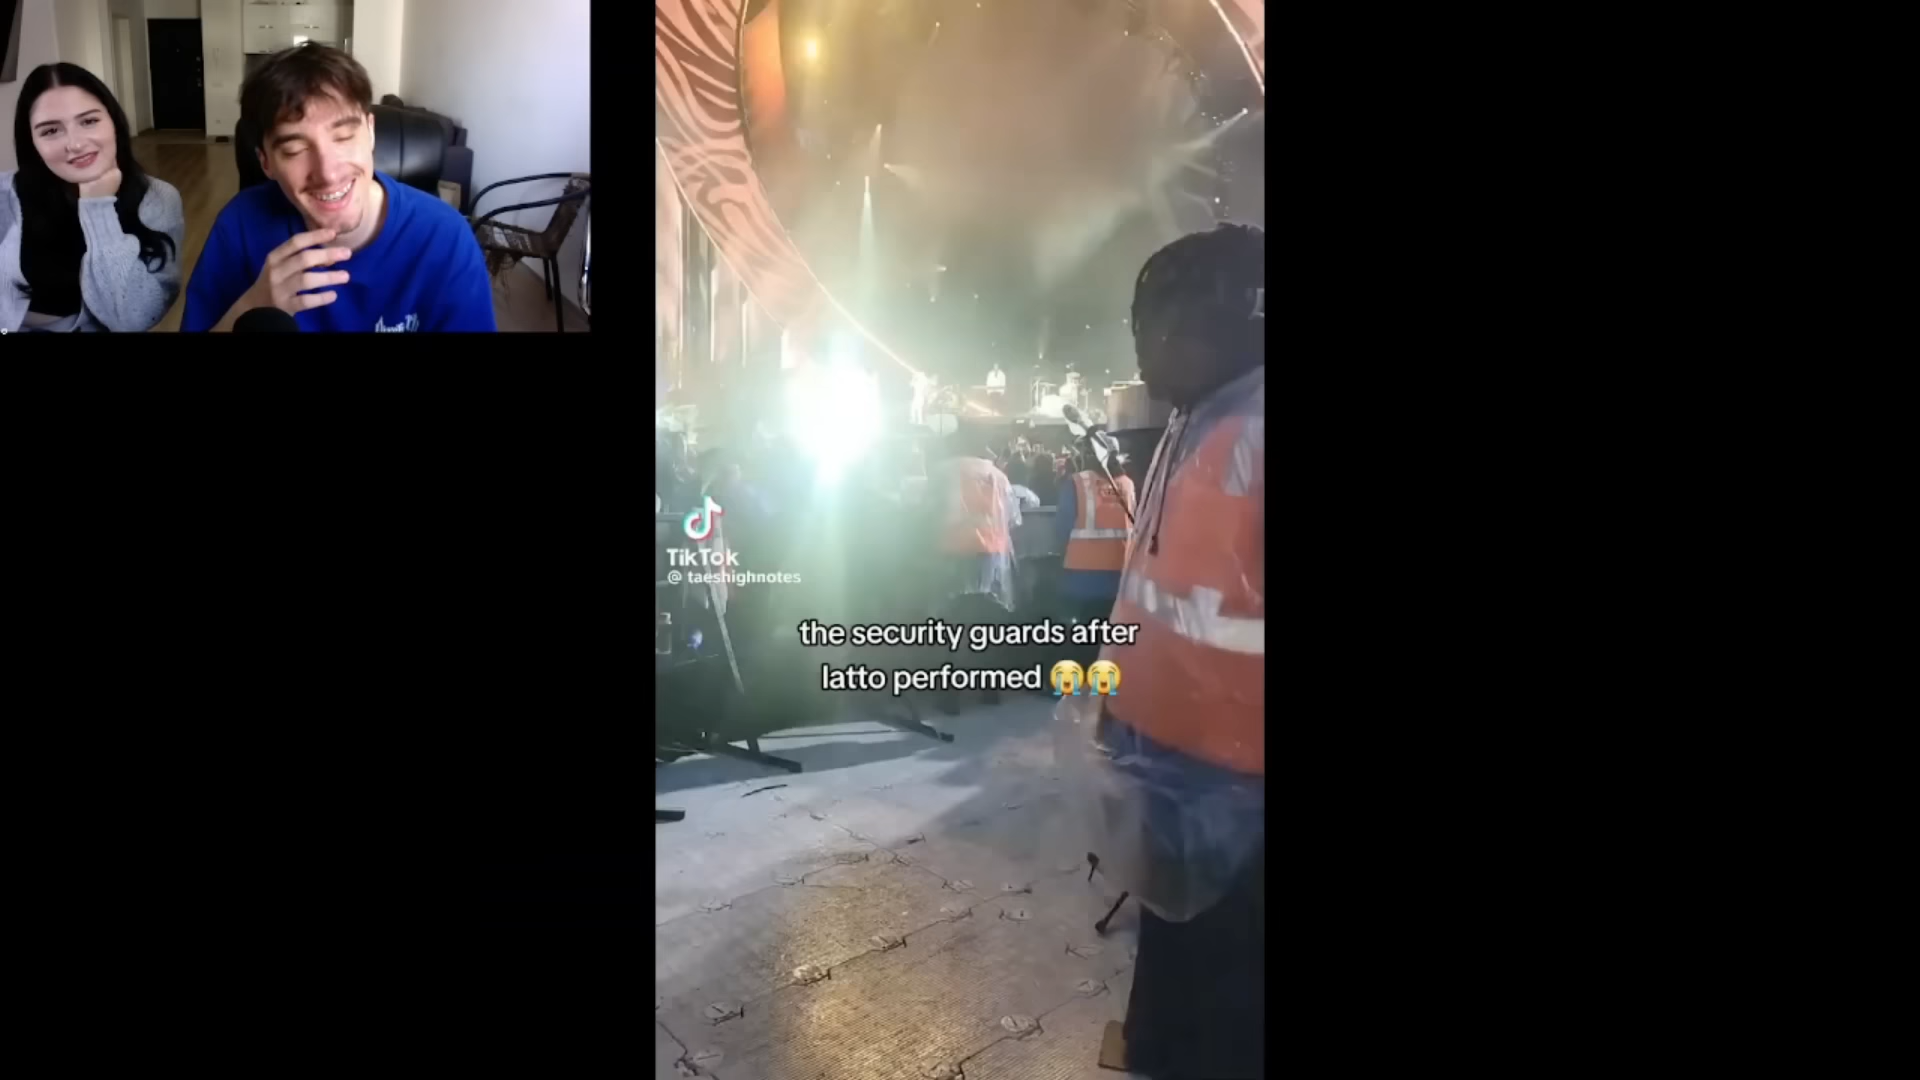 TikTok
@ taeshighnotes
the security guards after
latto performed 😭😭